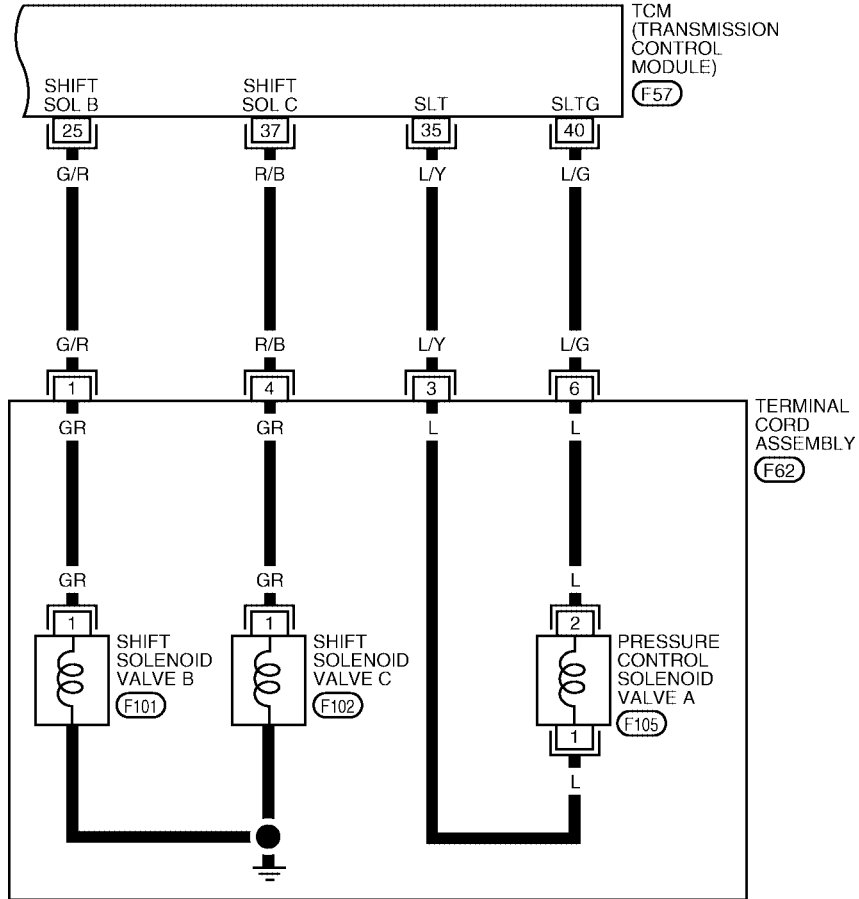 TCM
(TRANSMISSION
CONTROL
MODULE)
F57
SHIFT
SOL B
SHIFT
SOL C
SLT
SLTG
25
37
35
40
G/R
R/B
L/Y
L/G
G/R
R/B
L/Y
L/G
1
4
3
6
TERMINAL
CORD
ASSEMBLY
F62
GR
GR
L
L
GR
GR
L
1
1
2
SHIFT
SOLENOID
VALVE B
F101
SHIFT
SOLENOID
VALVE C
F102
PRESSURE
CONTROL
SOLENOID
VALVE A
F105
1
L